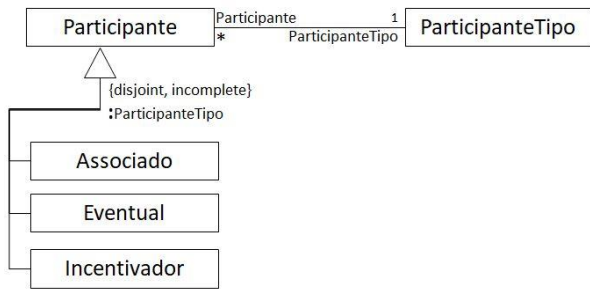 Participante
Participante
1
*
ParticipanteTipo
ParticipanteTipo
{disjoint, incomplete}
:ParticipanteTipo
Associado
Eventual
Incentivador